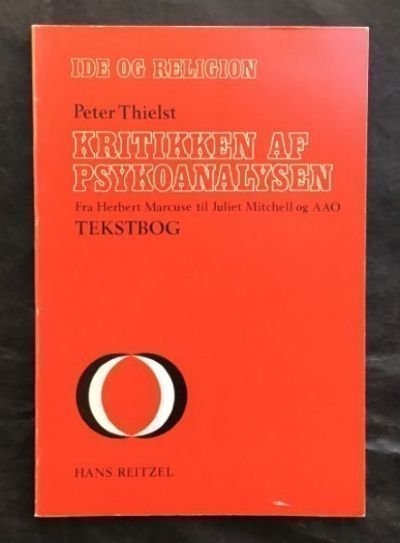 IDE OG RELIGION
Peter Thielst
KRITIKKEN AF
PSYKOANALYSEN
Fra Herbert Marcuse til Juliet Mitchell og AAO
TEKSTBOG
HANS REITZEL